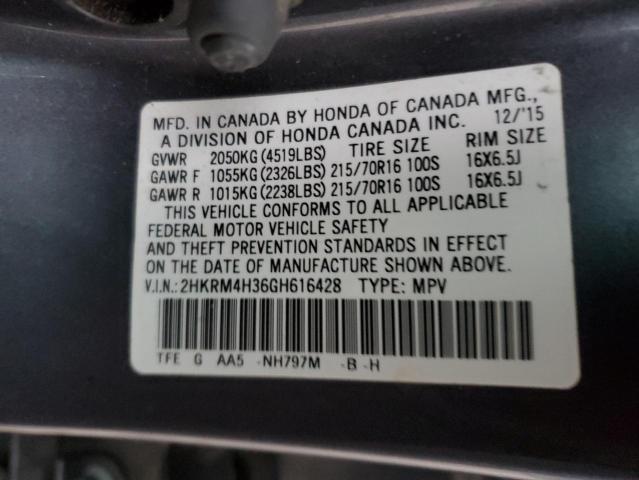 MFD. IN CANADA BY HONDA OF CANADA MFG.,
A DIVISION OF HONDA CANADA INC. 12/'15
GVWR 2050KG (4519LBS) TIRE SIZE RIM SIZE
GAWR F 1055KG (2326LBS) 215/70R16 100S 16X6.5J
GAWR R 1015KG (2238LBS) 215/70R16 100S 16X6.5J
THIS VEHICLE CONFORMS TO ALL APPLICABLE
FEDERAL MOTOR VEHICLE SAFETY
AND THEFT PREVENTION STANDARDS IN EFFECT
ON THE DATE OF MANUFACTURE SHOWN ABOVE.
V.I.N.: 2HKRM4H36GH616428 TYPE: MPV
TFE G AA5 -NH797M -B -H